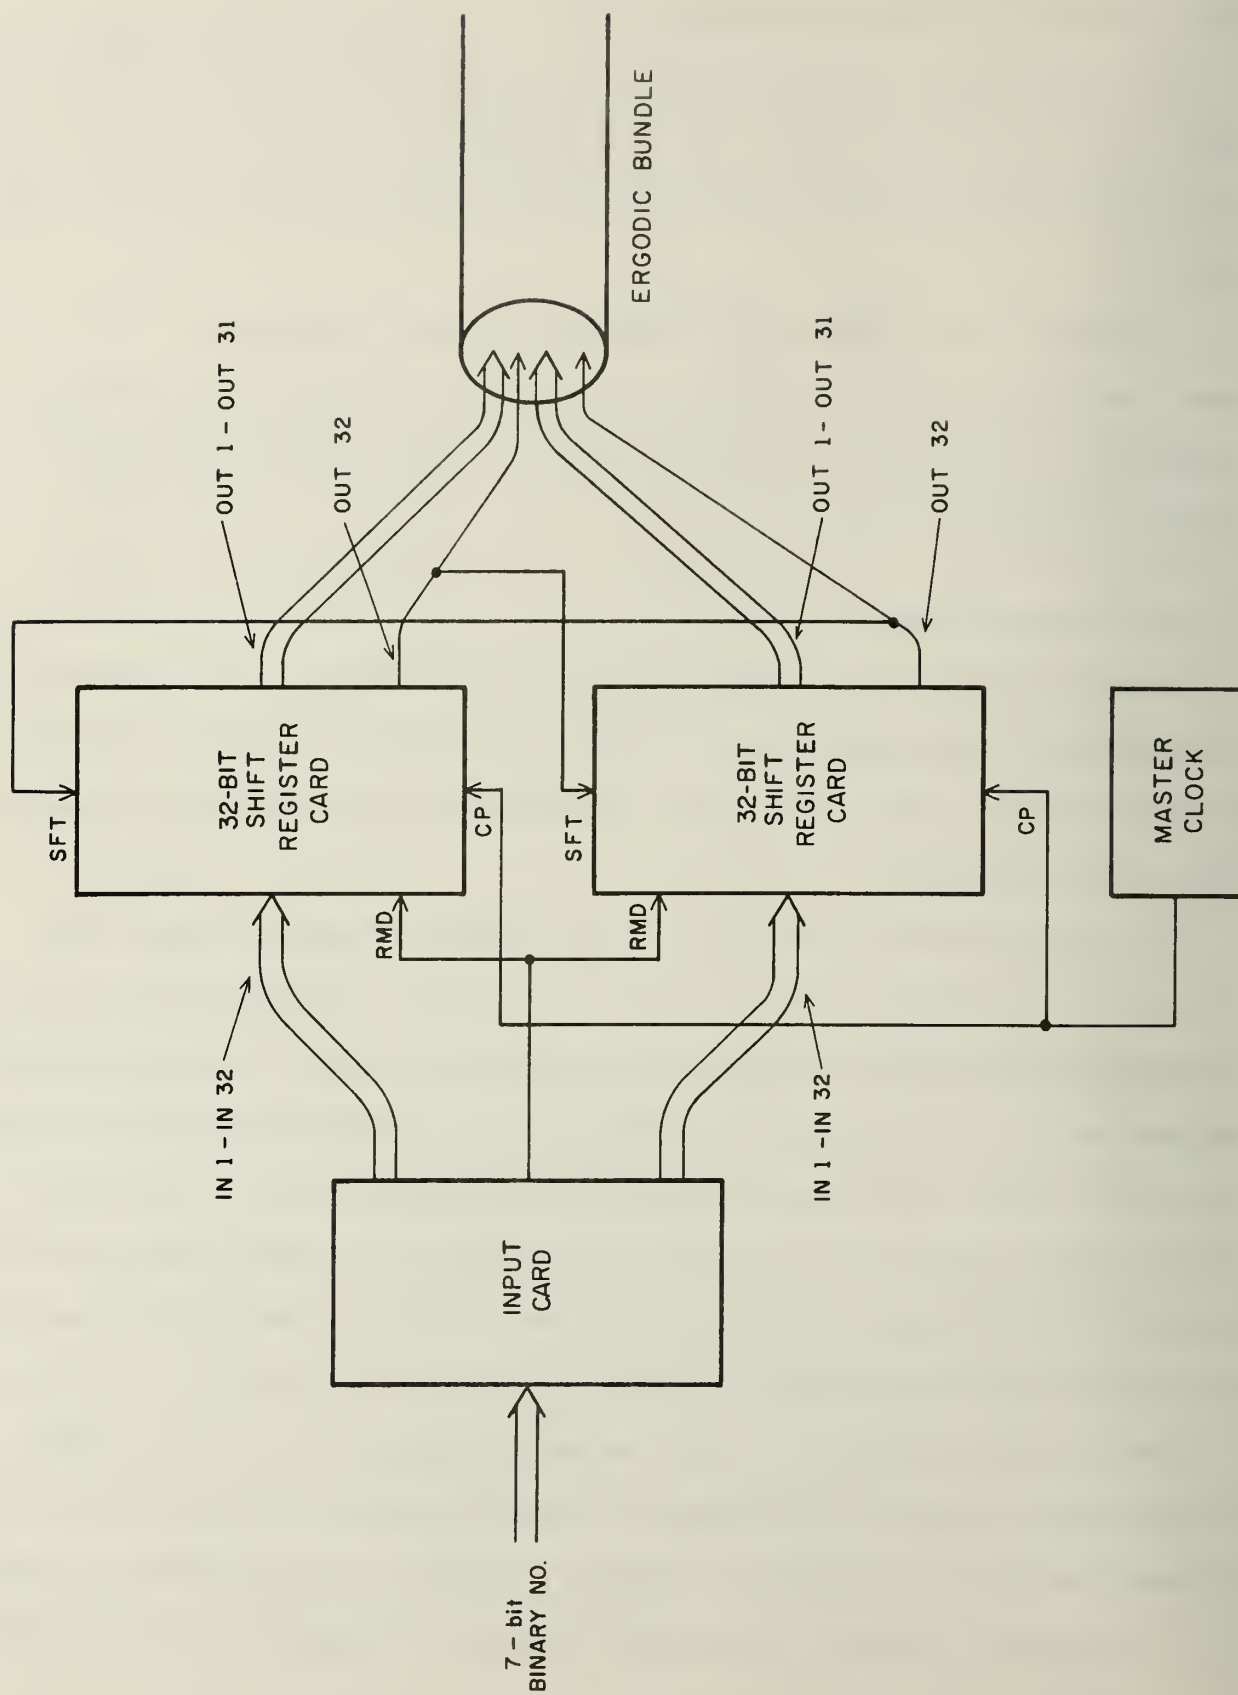 7-bit
BINARY NO.
INPUT
CARD
IN 1 - IN 32
IN 1 - IN 32
RMD
RMD
SFT
32-BIT
SHIFT
REGISTER
CARD
CP
SFT
32-BIT
SHIFT
REGISTER
CARD
CP
MASTER
CLOCK
OUT 1 - OUT 31
OUT 32
OUT 1 - OUT 31
OUT 32
ERGODIC BUNDLE